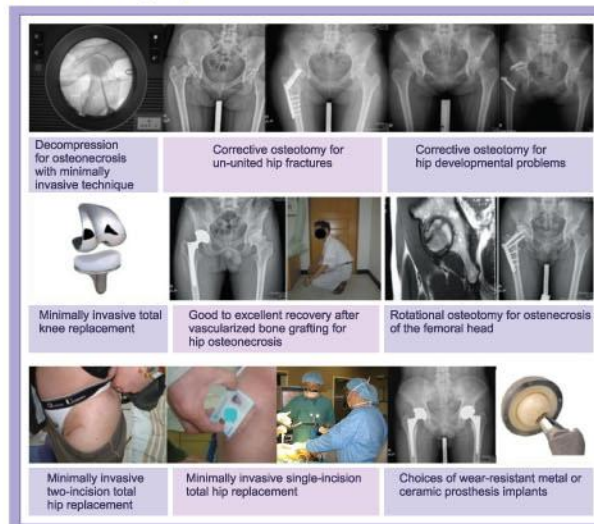 Decompression
for osteonecrosis
with minimally
invasive technique
Corrective osteotomy for
un-united hip fractures
Corrective osteotomy for
hip developmental problems
Minimally invasive total
knee replacement
Good to excellent recovery after
vascularized bone grafting for
hip osteonecrosis
Rotational osteotomy for ostenecrosis
of the femoral head
Minimally invasive
two-incision total
hip replacement
Minimally invasive single-incision
total hip replacement
Choices of wear-resistant metal or
ceramic prosthesis implants